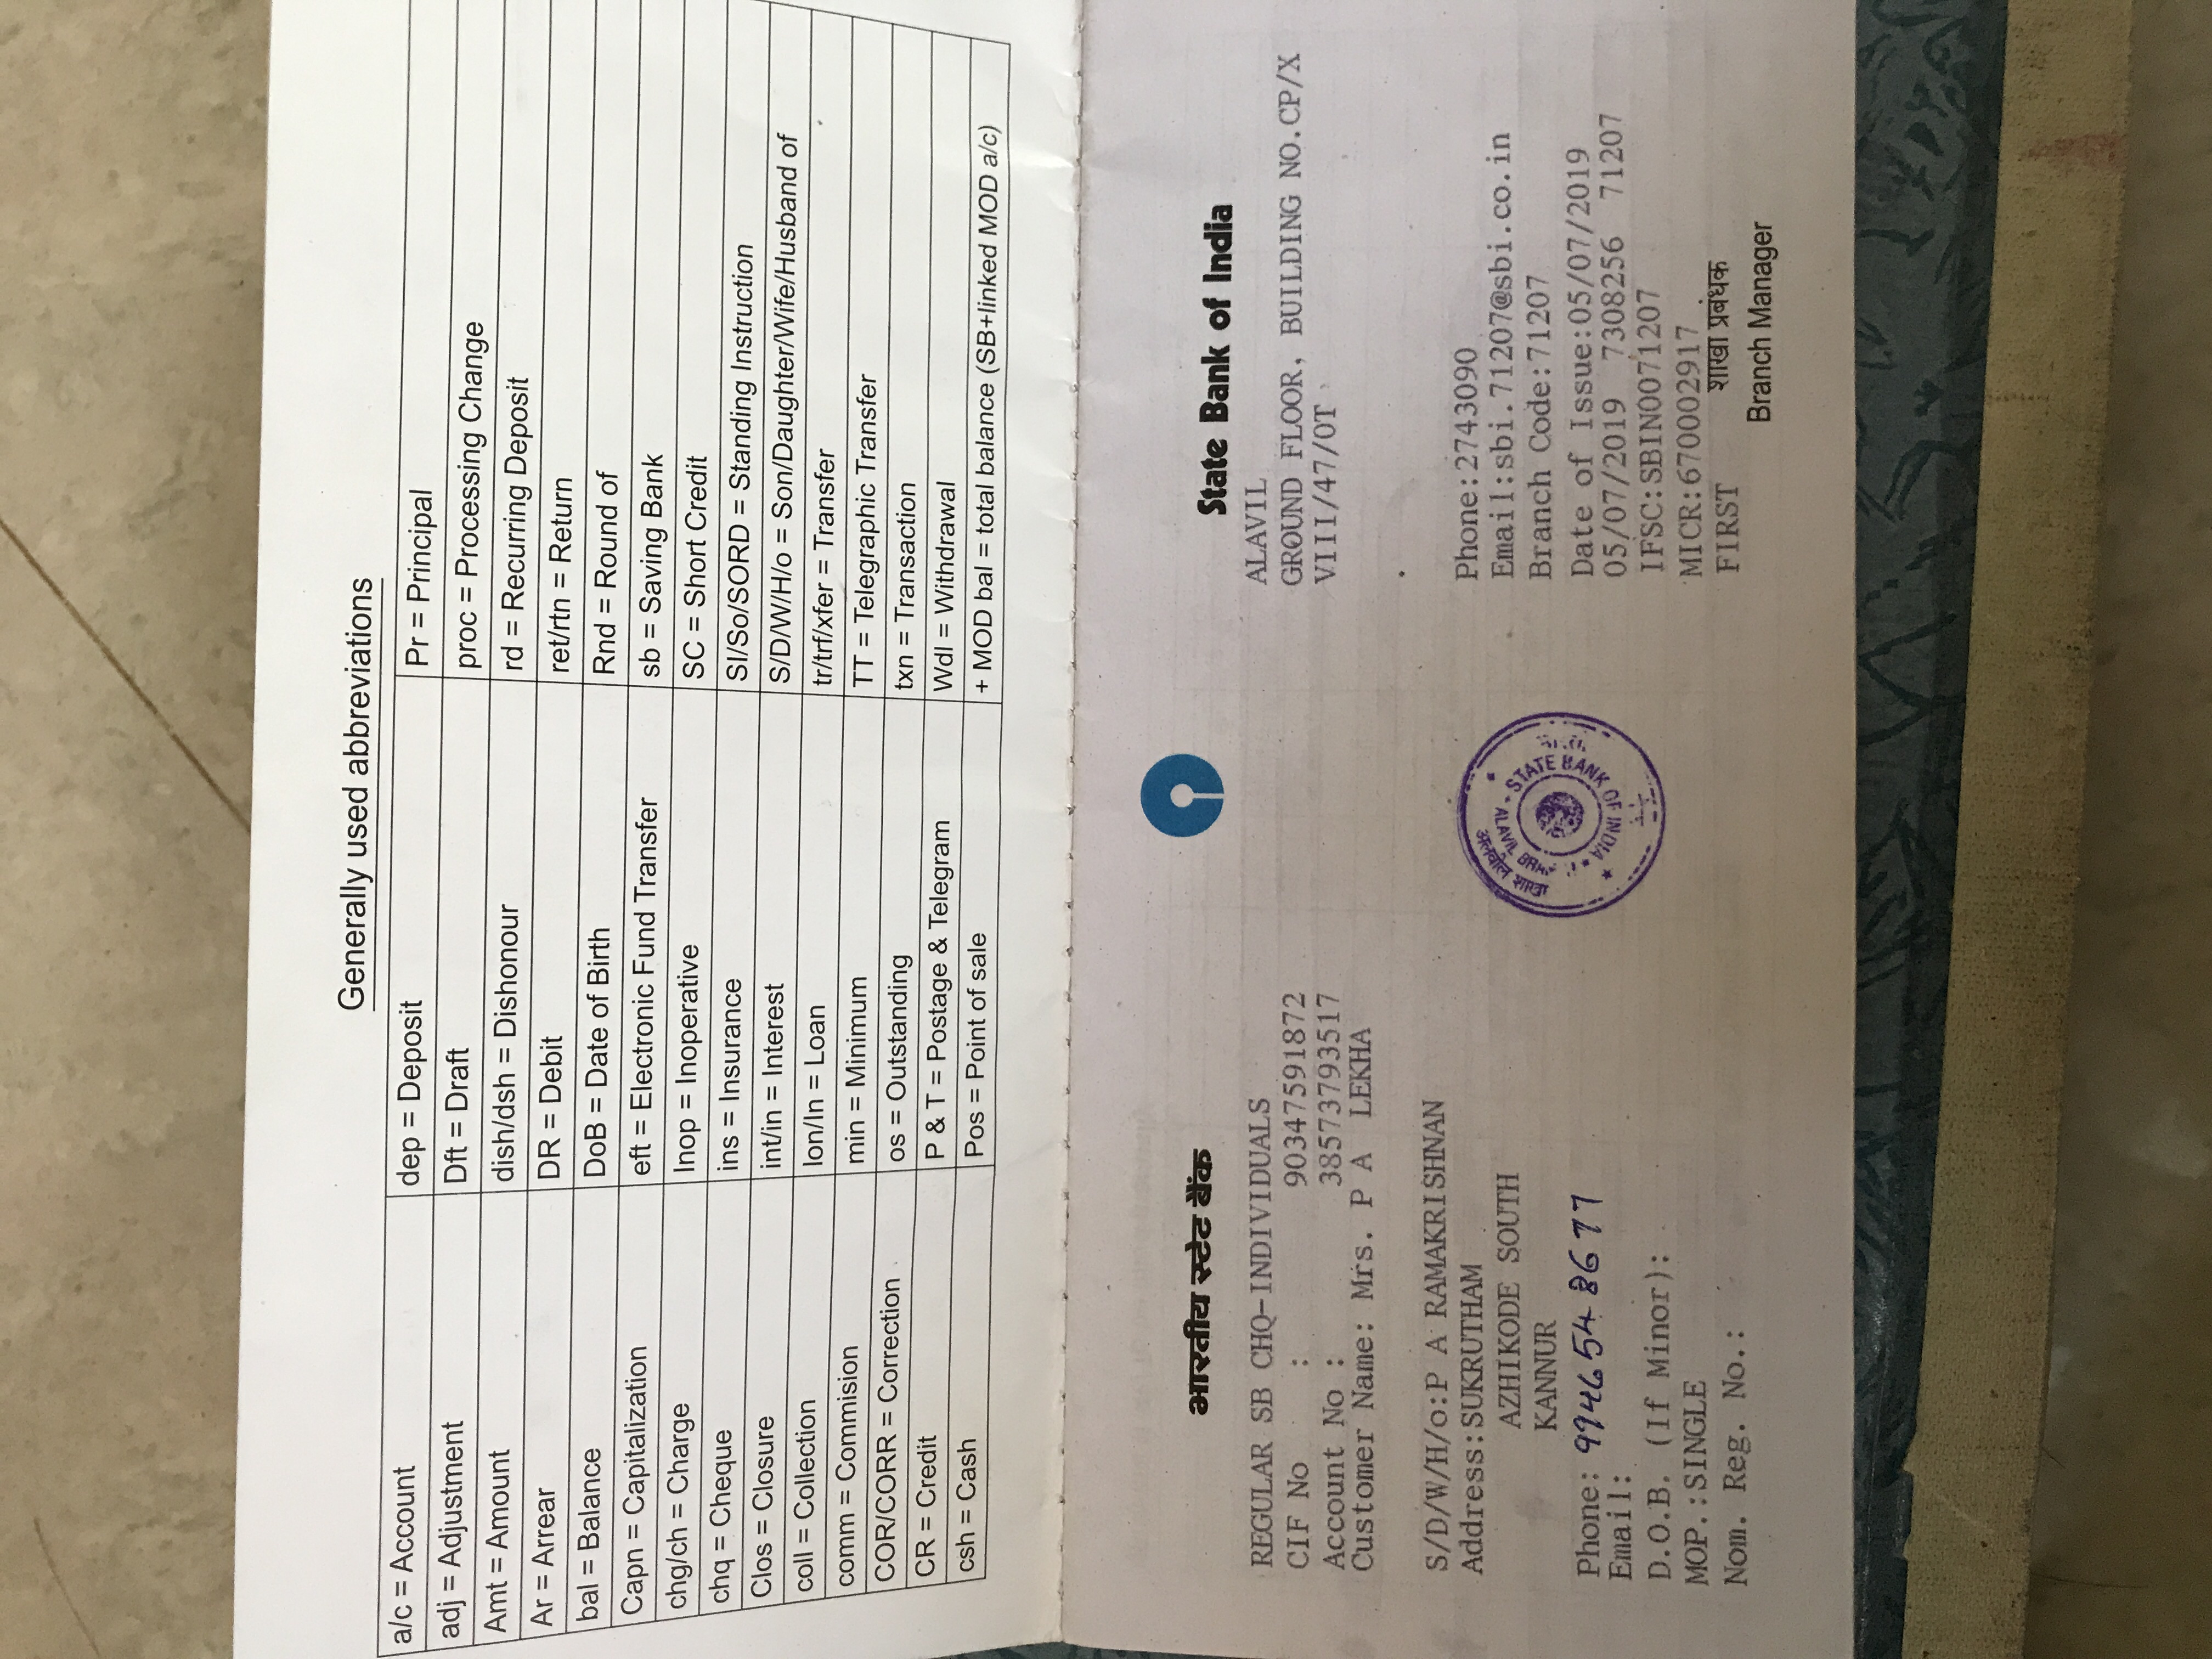 Generally used abbreviations
a/c = Account
dep = Deposit
Pr = Principal
adj = Adjustment
Dft = Draft
proc = Processing Change
Amt = Amount
dish/dsh = Dishonour
rd = Recurring Deposit
Ar = Arrear
DR = Debit
ret/rtn = Return
bal = Balance
DoB = Date of Birth
Rnd = Round of
Capn = Capitalization
eft = Electronic Fund Transfer
sb = Saving Bank
chg/ch = Charge
Inop = Inoperative
SC = Short Credit
chq = Cheque
ins = Insurance
SI/So/SORD = Standing Instruction
Clos = Closure
int/in = Interest
S/D/W/H/o = Son/Daughter/Wife/Husband of
coll = Collection
lon/ln = Loan
tr/trf/xfer = Transfer
comm = Commision
min = Minimum
TT = Telegraphic Transfer
COR/CORR = Correction
os = Outstanding
txn = Transaction
CR = Credit
P & T = Postage & Telegram
Wdl = Withdrawal
csh = Cash
Pos = Point of sale
+ MOD bal = total balance (SB+linked MOD a/c)
भारतीय स्टेट बैंक
REGULAR SB CHQ-INDIVIDUALS
CIF No : 90347591872
Account No : 38573793517
Customer Name: Mrs. P A LEKHA
S/D/W/H/o:P A RAMAKRISHNAN
Address:SUKRUTHAM
AZHIKODE SOUTH
KANNUR
Phone: 9946548677
Email:
D.O.B. (If Minor):
MOP.:SINGLE
Nom. Reg. No.:
STATE BANK OF INDIA
ALAVIL
State Bank of India
ALAVIL
GROUND FLOOR, BUILDING NO.CP/X
VIII/47/OT
Phone:2743090
Email:sbi.71207@sbi.co.in
Branch Code:71207
Date of Issue:05/07/2019
05/07/2019 7308256 71207
IFSC:SBIN0071207
MICR:670002917
FIRST
शाखा प्रबंधक
Branch Manager